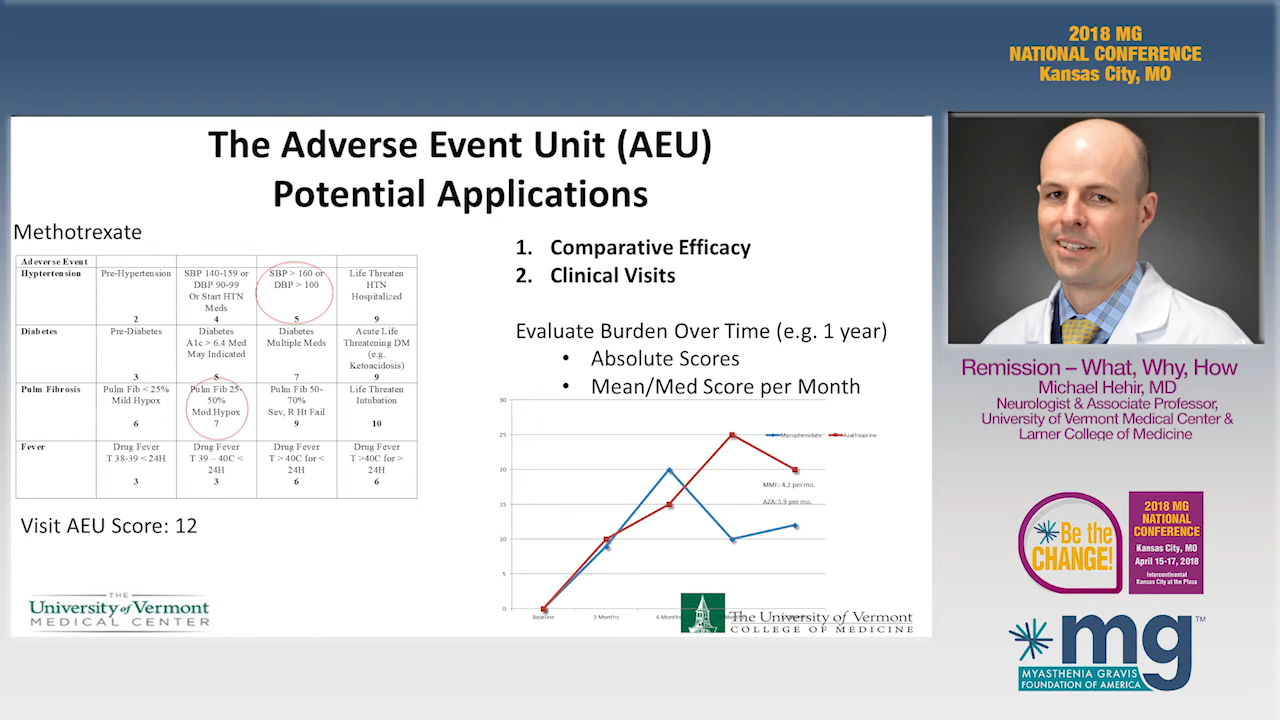 2018 MG
NATIONAL CONFERENCE
Kansas City, MO
The Adverse Event Unit (AEU)
Potential Applications
Methotrexate
Adeverse Event
Hyptertension
Pre-Hypertension
2
SBP 140-159 or
DBP 90-99
Or Start HTN
Meds
4
SBP > 160 or
DBP > 100
5
Life Threaten
HTN
Hospitalized
9
Diabetes
Pre-Diabetes
3
Diabetes
A1c > 6.4 Med
May Indicated
5
Diabetes
Multiple Meds
7
Acute Life
Threatening DM
(e.g.
Ketoacidosis)
9
Pulm Fibrosis
Pulm Fib < 25%
Mild Hypox
6
Pulm Fib 25-
50%
Mod Hypox
7
Pulm Fib 50-
70%
Sev, R Ht Fail
9
Life Threaten
Intubation
10
Fever
Drug Fever
T 38-39 < 24H
3
Drug Fever
T 39 – 40C <
24H
3
Drug Fever
T > 40C for <
24H
6
Drug Fever
T >40C for >
24H
6
Visit AEU Score: 12
1. Comparative Efficacy
2. Clinical Visits
Evaluate Burden Over Time (e.g. 1 year)
• Absolute Scores
• Mean/Med Score per Month
30
25
20
15
10
5
0
Mycophenolate
Azathioprine
MMF: 4.2 per mo.
AZA: 5.9 per mo.
Baseline
3 Months
6 Months
THE
University of Vermont
MEDICAL CENTER
The University of Vermont
COLLEGE OF MEDICINE
Remission – What, Why, How
Michael Hehir, MD
Neurologist & Associate Professor,
University of Vermont Medical Center &
Larner College of Medicine
Be the
CHANGE!
2018 MG
NATIONAL
CONFERENCE
Kansas City, MO
April 15-17, 2018
Intercontinental
Kansas City at the Plaza
mg™
MYASTHENIA GRAVIS
FOUNDATION OF AMERICA